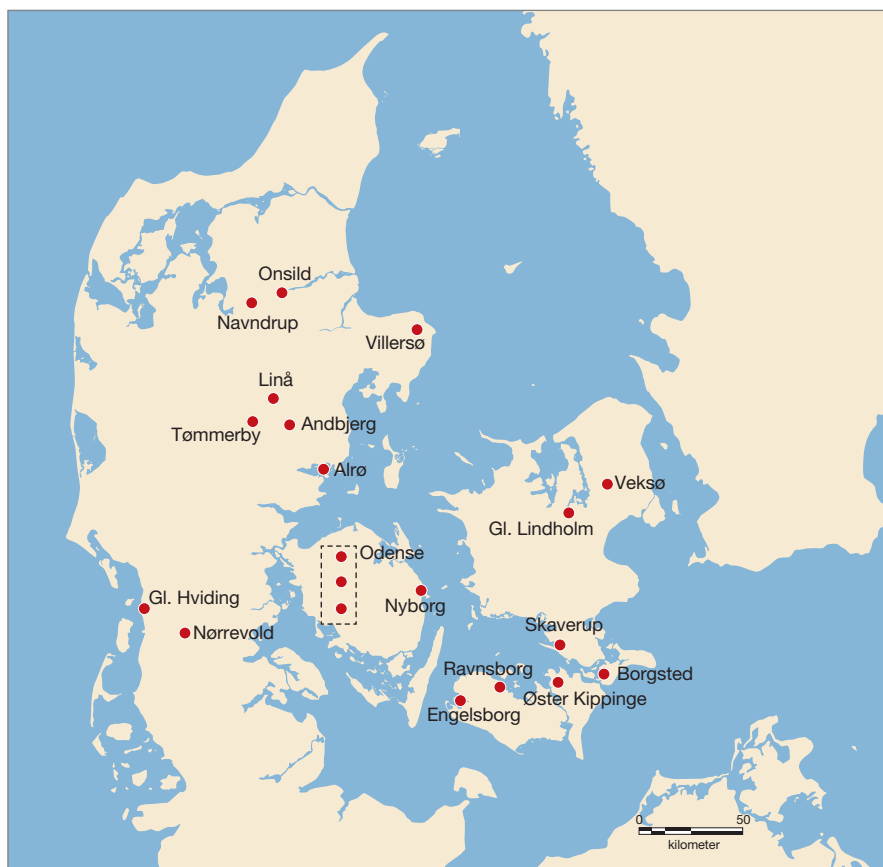 Onsild
Navndrup
Villersø
Linå
Tømmerby
Andbjerg
Alrø
Veksø
Gl. Lindholm
Odense
Gl. Hviding
Nyborg
Nørrevold
Skaverup
Ravnsborg
Borgsted
Øster Kippinge
Engelsborg
0 50
kilometer